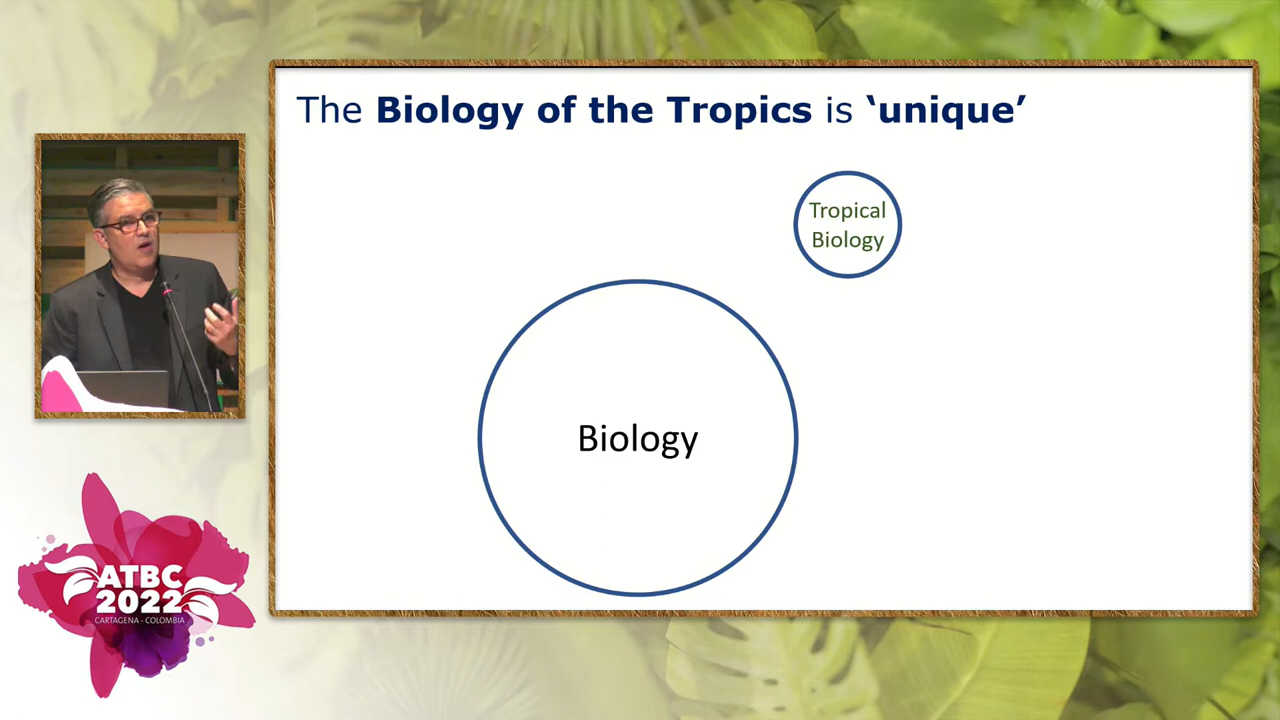 The Biology of the Tropics is ‘unique’
Tropical
Biology
Biology
ATBC
2022
CARTAGENA - COLOMBIA